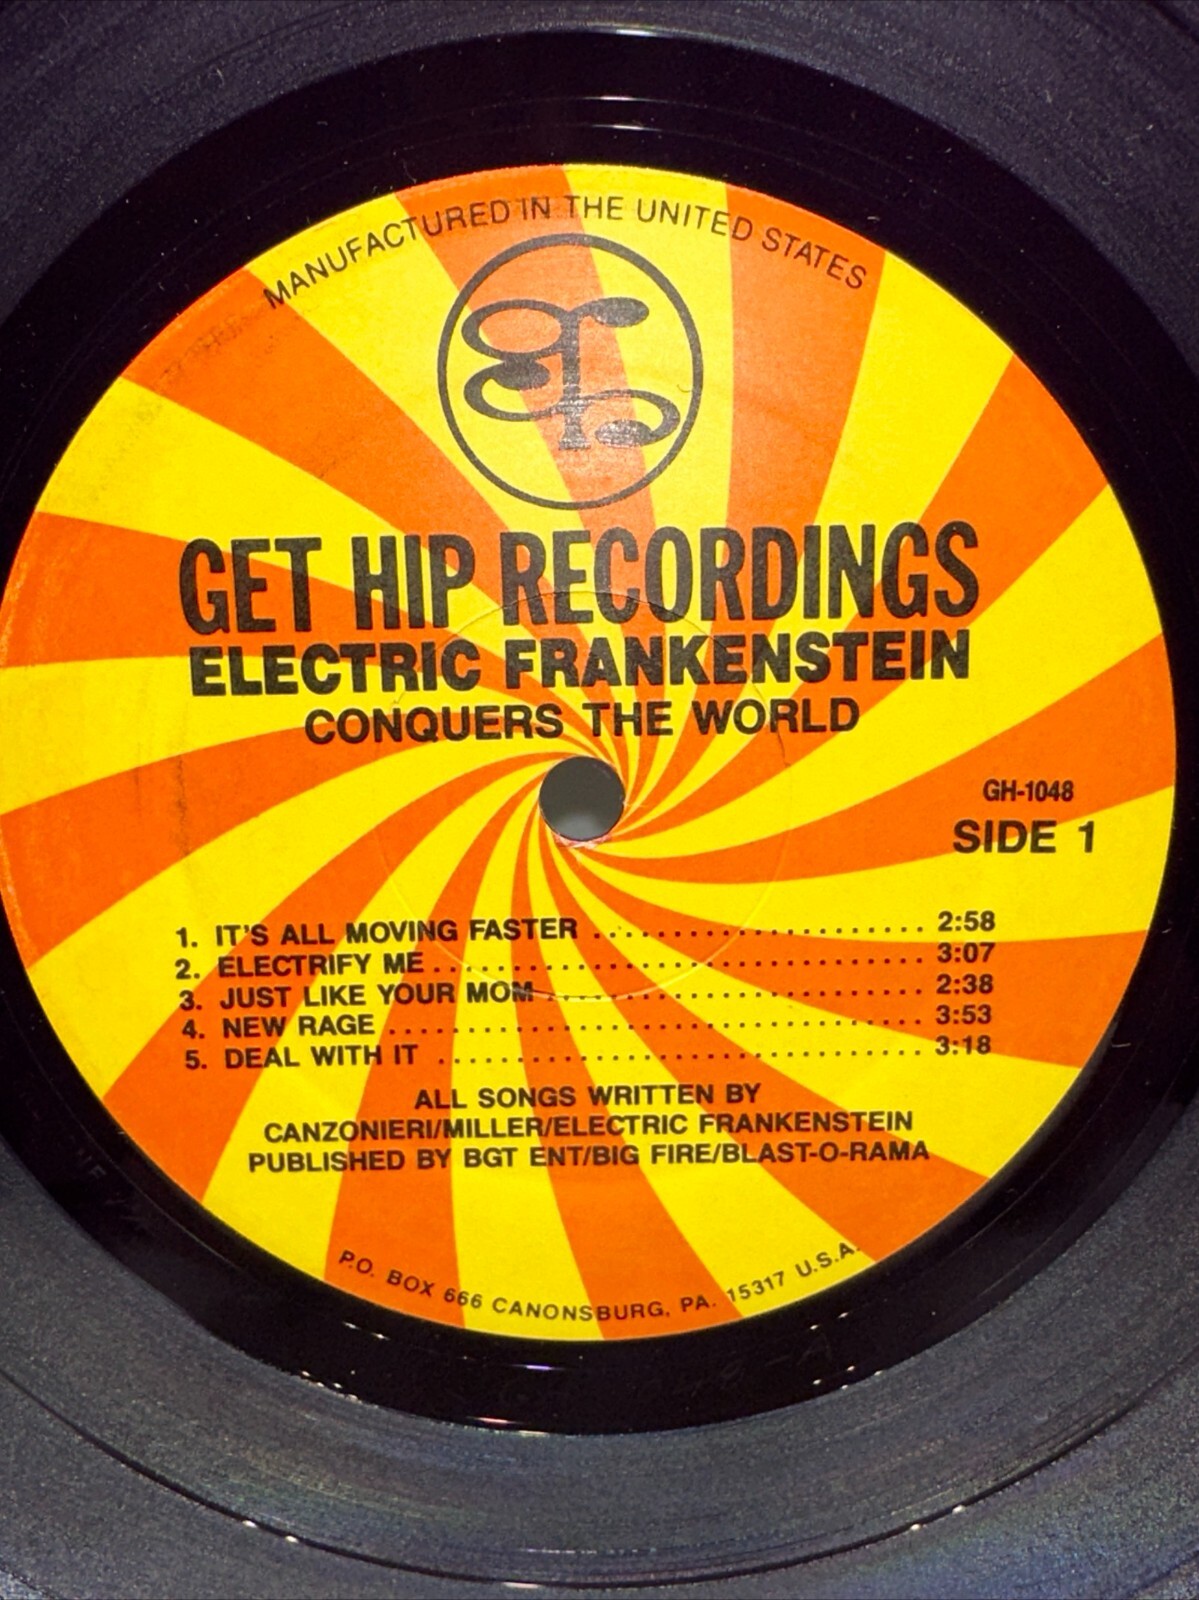 MANUFACTURED IN THE UNITED STATES
GET HIP RECORDINGS
ELECTRIC FRANKENSTEIN
CONQUERS THE WORLD
GH-1048
SIDE 1
1. IT'S ALL MOVING FASTER ..................... 2:58
2. ELECTRIFY ME ............................... 3:07
3. JUST LIKE YOUR MOM ........................ 2:38
4. NEW RAGE .................................. 3:53
5. DEAL WITH IT .............................. 3:18
ALL SONGS WRITTEN BY
CANZONIERI/MILLER/ELECTRIC FRANKENSTEIN
PUBLISHED BY BGT ENT/BIG FIRE/BLAST-O-RAMA
P.O. BOX 666 CANONSBURG, PA. 15317 U.S.A.